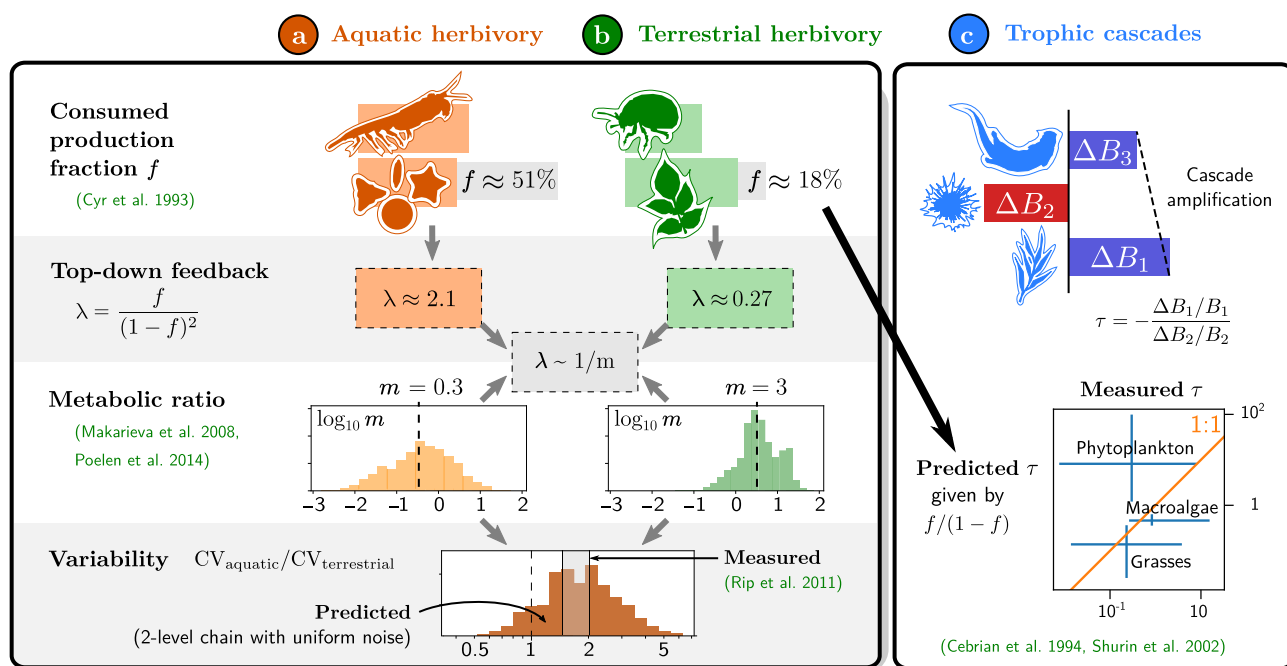 a Aquatic herbivory
b Terrestrial herbivory
c Trophic cascades
Consumed
production
fraction f
(Cyr et al. 1993)
f ≈ 51%
f ≈ 18%
Top-down feedback
λ = f / (1 − f)²
λ ≈ 2.1
λ ≈ 0.27
λ ~ 1/m
Metabolic ratio
(Makarieva et al. 2008,
Poelen et al. 2014)
m = 0.3
log₁₀ m
−3 −2 −1 0 1 2
m = 3
log₁₀ m
−3 −2 −1 0 1 2
Variability CV_aquatic/CV_terrestrial
Measured
(Rip et al. 2011)
Predicted
(2-level chain with uniform noise)
0.5 1 2 5
ΔB₃
ΔB₂
ΔB₁
Cascade
amplification
τ = − ΔB₁/B₁ / ΔB₂/B₂
Measured τ
10²
1:1
Phytoplankton
1
Macroalgae
Grasses
10⁻¹ 10
Predicted τ
given by
f/(1 − f)
(Cebrian et al. 1994, Shurin et al. 2002)